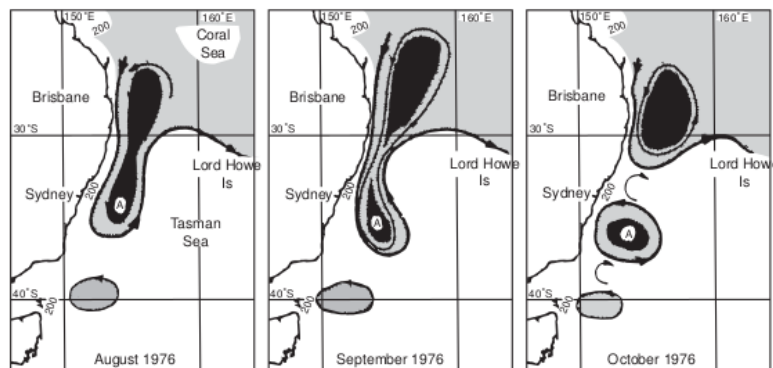 150°E
160°E
200
Coral
Sea
Brisbane
30°S
Lord Howe
Is
Sydney
200
A
Tasman
Sea
40°S
200
August 1976
150°E
160°E
200
Brisbane
30°S
Lord Howe
Is
Sydney
200
A
40°S
200
September 1976
150°E
160°E
200
Brisbane
30°S
Lord Howe
Is
Sydney
200
A
40°S
200
October 1976